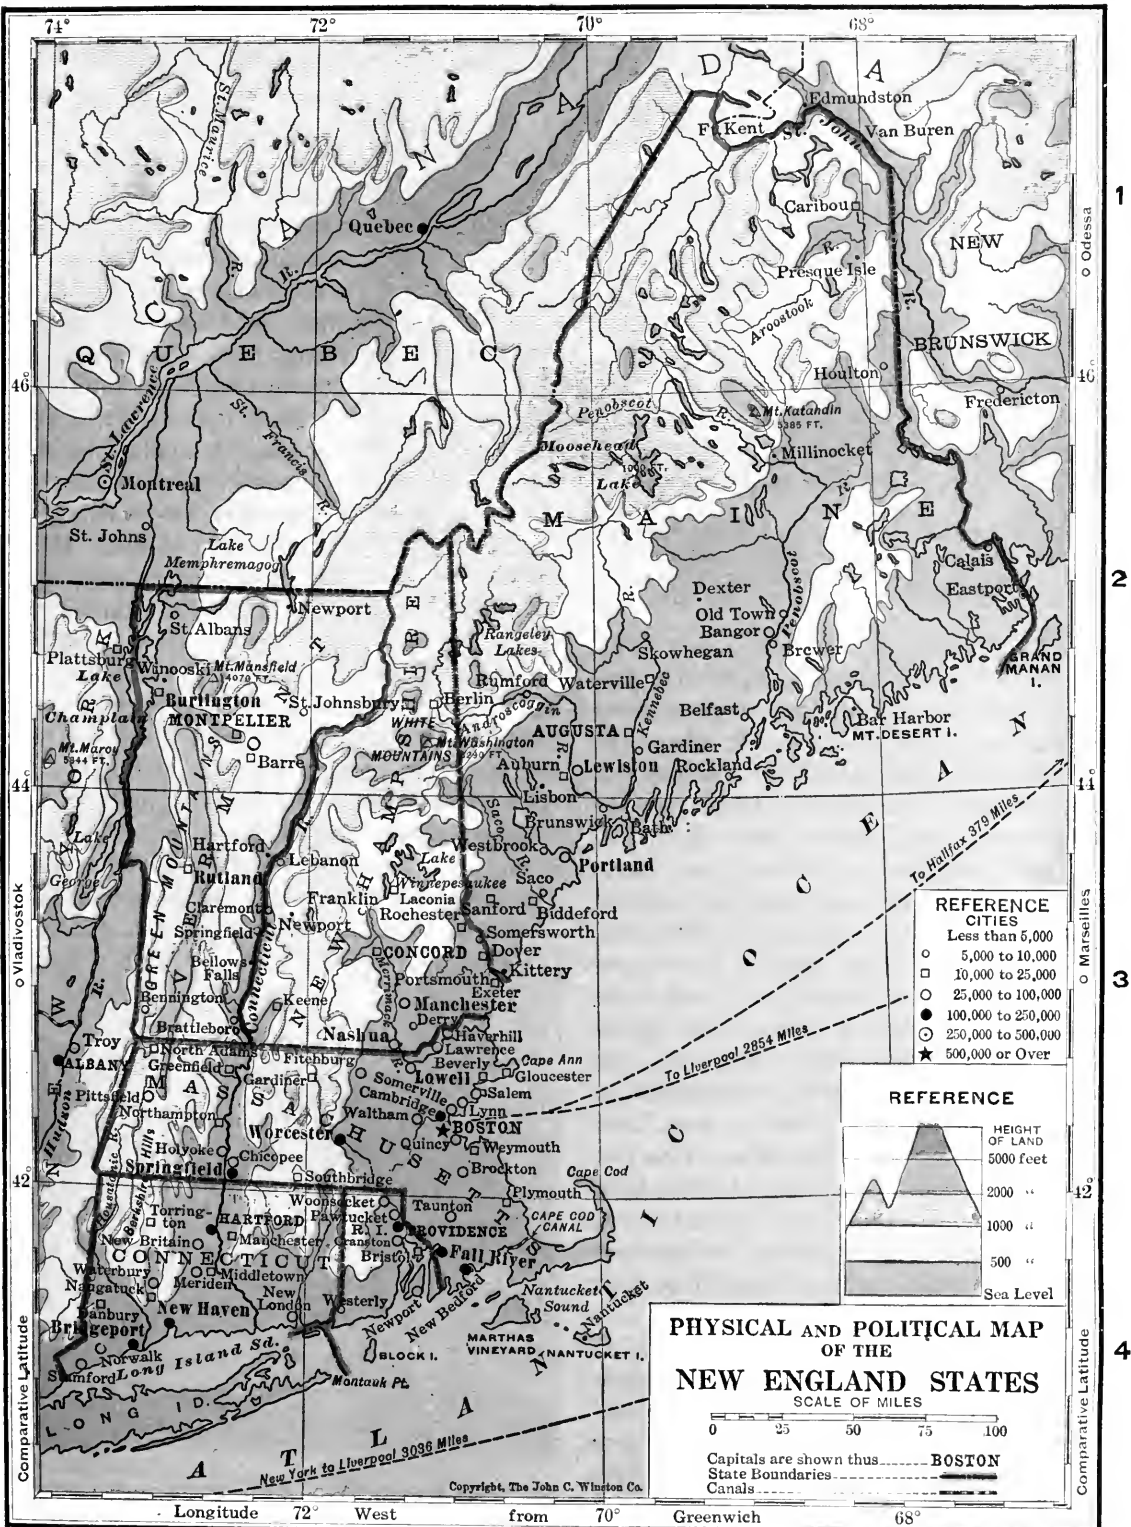 74° 72° 70° 68°
D A
Edmundston
Ft. Kent St. John Van Buren
St. Maurice
A
N
A
C
Quebec
R.
R.
Caribou
NEW
Presque Isle
R.
R.
Aroostook
BRUNSWICK
QUEBEC
Houlton
46° 46°
Fredericton
Penobscot R.
Mt. Katahdin
5385 FT.
St. Lawrence
St. Francis R.
Moosehead
Lake
Millinocket
Montreal
MAINE
R.
St. Johns
Lake
Memphremagog
Calais
Eastport
Newport
Dexter
Old Town
Bangor
Penobscot
Brewer
St. Albans
Rangeley
Lakes
Skowhegan
R.
GRAND
MANAN
I.
Plattsburg
Winooski
Mt. Mansfield
4070 FT.
Lake
Champlain
Burlington
MONTPELIER
St. Johnsbury
Berlin
Rumford
Waterville
Kennebec
Belfast
Bar Harbor
MT. DESERT I.
WHITE
MOUNTAINS
Mt. Washington
Androscoggin
R.
AUGUSTA
Gardiner
Mt. Marcy
5344 FT.
Barre
Auburn
Lewiston
Rockland
44° 44°
Lisbon
Brunswick
Bath
Saco R.
Westbrook
Portland
Lake
George
Hartford
Rutland
Lebanon
R.
Lake
Winnepesaukee
Laconia
Franklin
Saco
Rochester
Sanford
Biddeford
Claremont
Newport
Springfield
Somersworth
Dover
CONCORD
Kittery
Bellows
Falls
Portsmouth
Exeter
Merrimack
R.
Manchester
Derry
Bennington
Keene
Connecticut
Brattleboro
Nashua
Haverhill
GREEN MOUNTAINS
VERMONT
NEW HAMPSHIRE
NEW YORK
R.
Hudson
Troy
ALBANY
North Adams
Greenfield
Fitchburg
Lawrence
Beverly
Cape Ann
Gloucester
Pittsfield
Gardiner
Lowell
Somerville
Cambridge
Salem
Lynn
Northampton
Waltham
BOSTON
Worcester
Quincy
Weymouth
Holyoke
Chicopee
Springfield
Brockton
MASSACHUSETTS
Housatonic R.
Berkshire Hills
Southbridge
Cape Cod
Plymouth
CAPE COD
CANAL
42° 42°
Woonsocket
Pawtucket
Taunton
R. I.
PROVIDENCE
Cranston
Bristol
Fall River
Torring-
ton
HARTFORD
New Britain
Manchester
CONNECTICUT
Waterbury
Middletown
Naugatuck
Meriden
New
London
Westerly
Newport
New Bedford
Nantucket
Sound
Nantucket
Danbury
New Haven
Bridgeport
Norwalk
Stamford
Long Island Sd.
BLOCK I.
MARTHAS
VINEYARD
NANTUCKET I.
Montauk Pt.
LONG ID.
ATLANTIC OCEAN
To Halifax 379 Miles
To Liverpool 2854 Miles
New York to Liverpool 3036 Miles
Copyright, The John C. Winston Co.
REFERENCE
CITIES
Less than 5,000
5,000 to 10,000
10,000 to 25,000
25,000 to 100,000
100,000 to 250,000
250,000 to 500,000
500,000 or Over
REFERENCE
HEIGHT
OF LAND
5000 feet
2000 "
1000 "
500 "
Sea Level
PHYSICAL AND POLITICAL MAP
OF THE
NEW ENGLAND STATES
SCALE OF MILES
0 25 50 75 100
Capitals are shown thus BOSTON
State Boundaries
Canals
Longitude 72° West from 70° Greenwich 68°
Comparative Latitude
Vladivostok
Odessa
Marseilles
Comparative Latitude
1
2
3
4